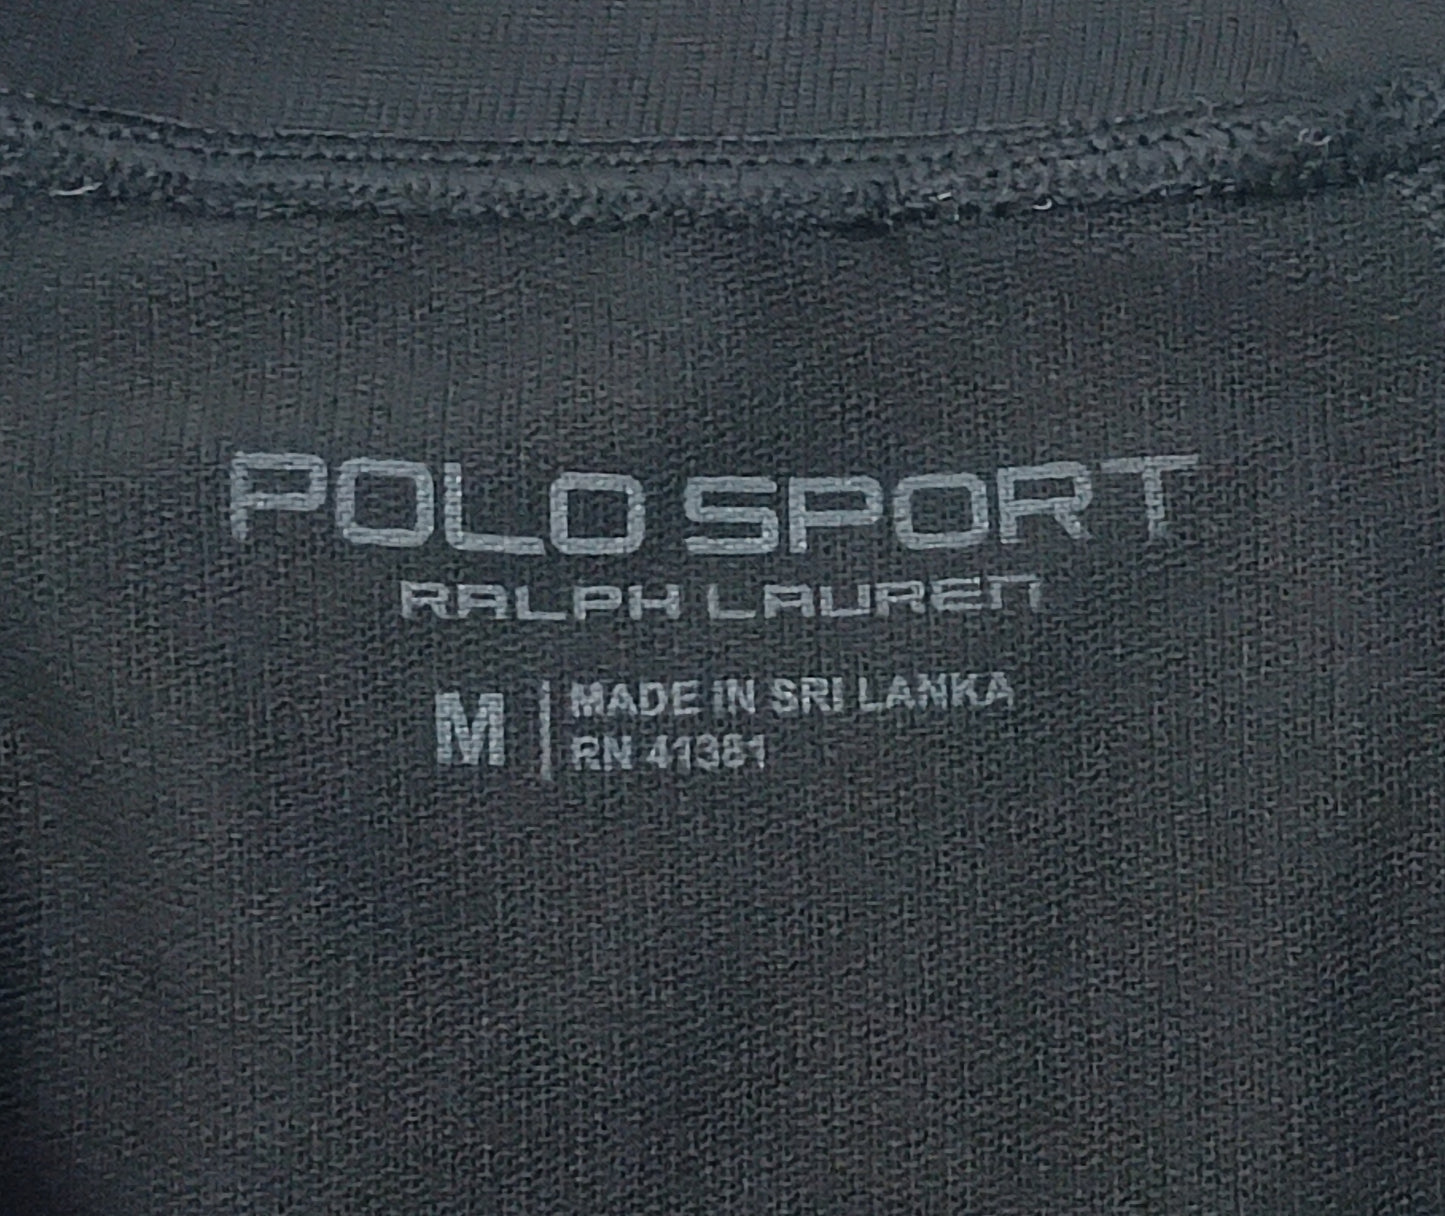 POLO SPORT
RALPH LAUREN
M
MADE IN SRI LANKA
RN 41381